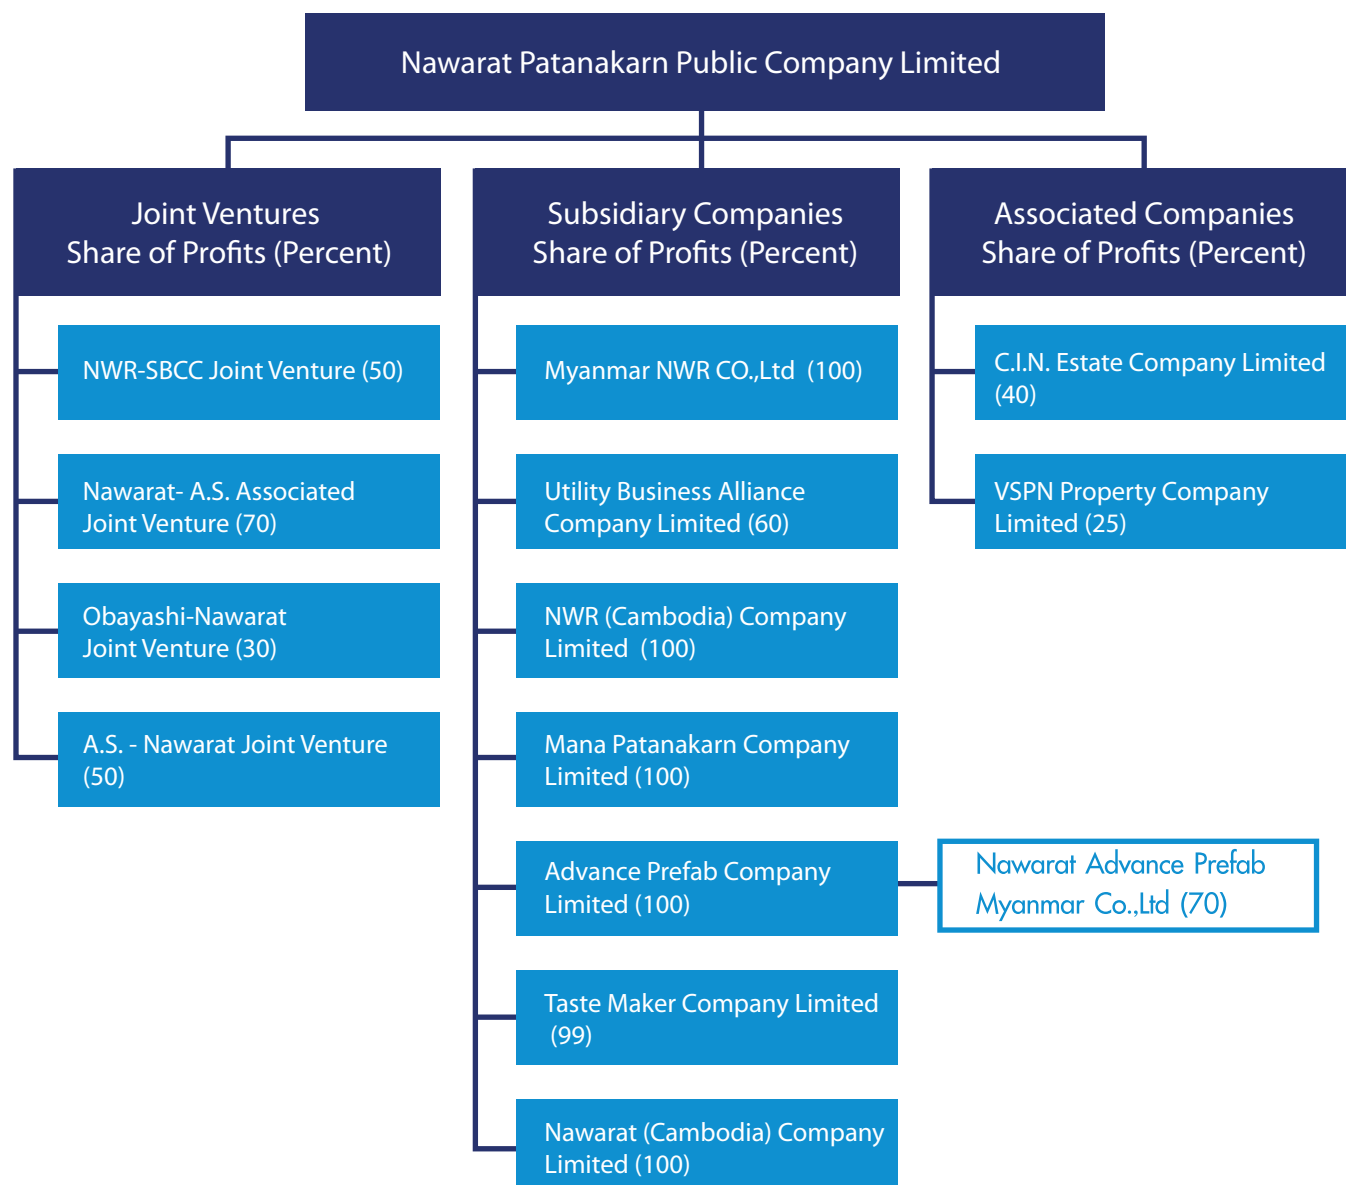 Nawarat Patanakarn Public Company Limited
Joint Ventures
Share of Profits (Percent)
NWR-SBCC Joint Venture (50)
Nawarat- A.S. Associated
Joint Venture (70)
Obayashi-Nawarat
Joint Venture (30)
A.S. - Nawarat Joint Venture
(50)
Subsidiary Companies
Share of Profits (Percent)
Myanmar NWR CO.,Ltd  (100)
Utility Business Alliance
Company Limited (60)
NWR (Cambodia) Company
Limited  (100)
Mana Patanakarn Company
Limited (100)
Advance Prefab Company
Limited (100)
Nawarat Advance Prefab
Myanmar Co.,Ltd (70)
Taste Maker Company Limited
(99)
Nawarat (Cambodia) Company
Limited (100)
Associated Companies
Share of Profits (Percent)
C.I.N. Estate Company Limited
(40)
VSPN Property Company
Limited (25)